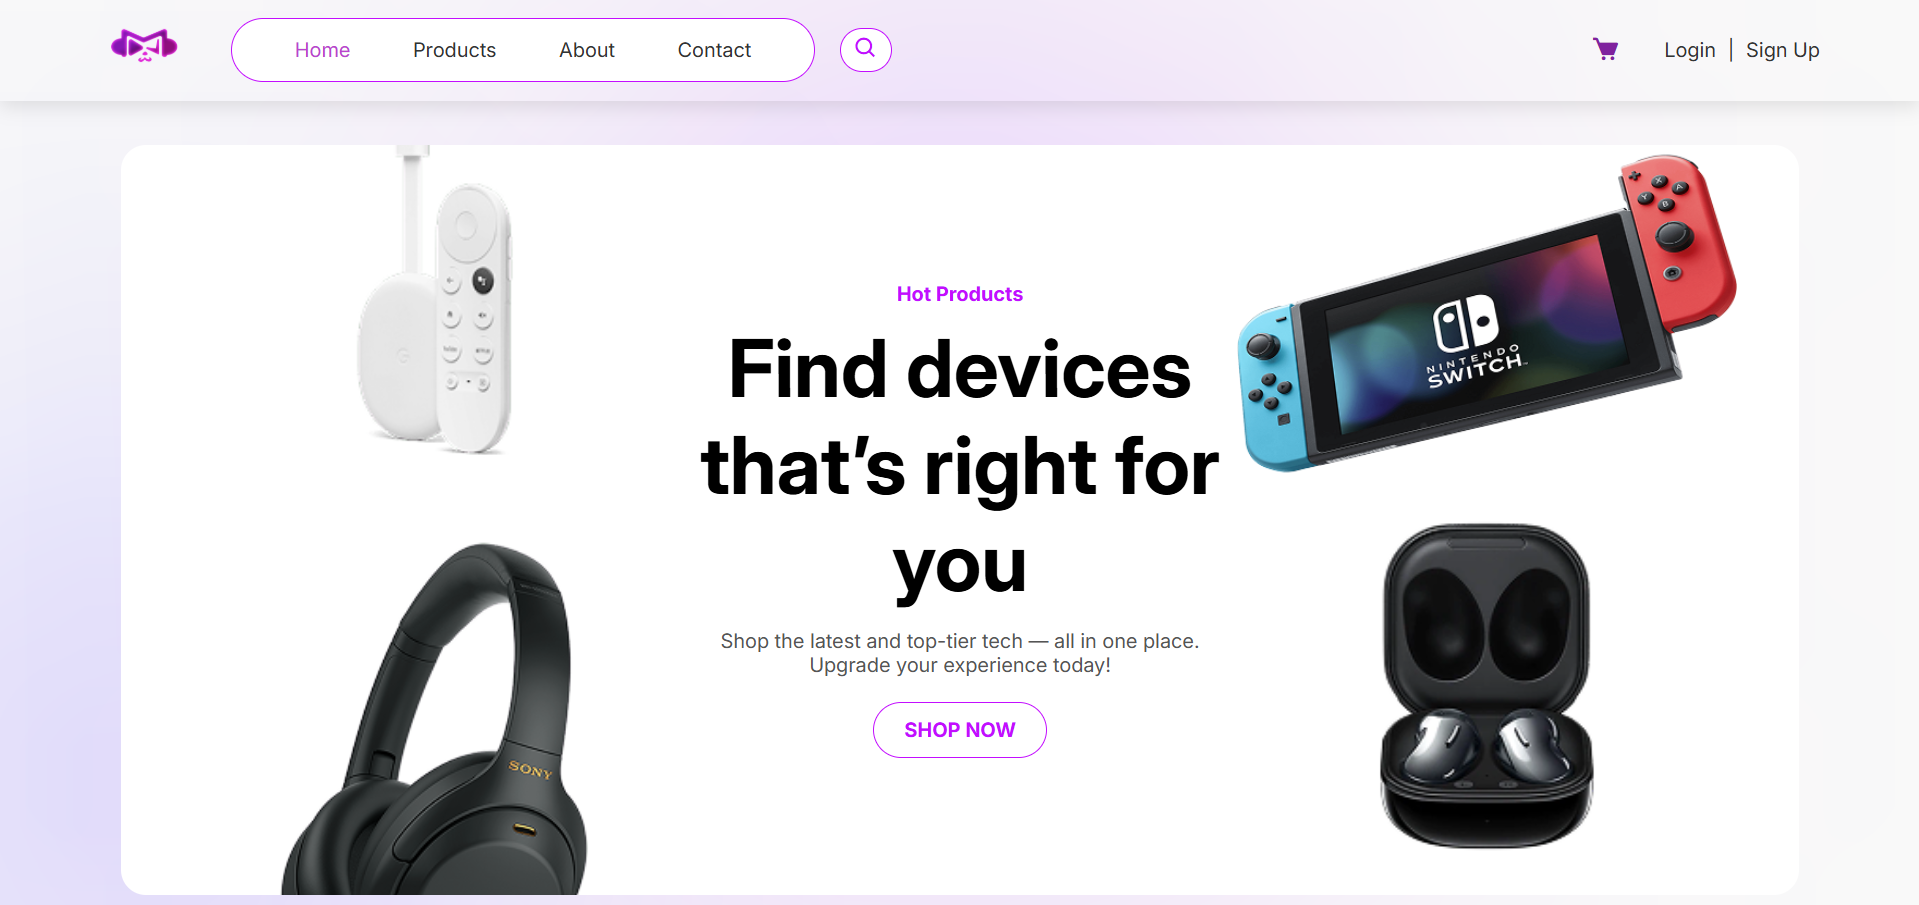 Home
Products
About
Contact
Login | Sign Up
Hot Products
Find devices
that’s right for
you
Shop the latest and top-tier tech — all in one place.
Upgrade your experience today!
SHOP NOW
NINTENDO
SWITCH
X
A
Y
B
SONY